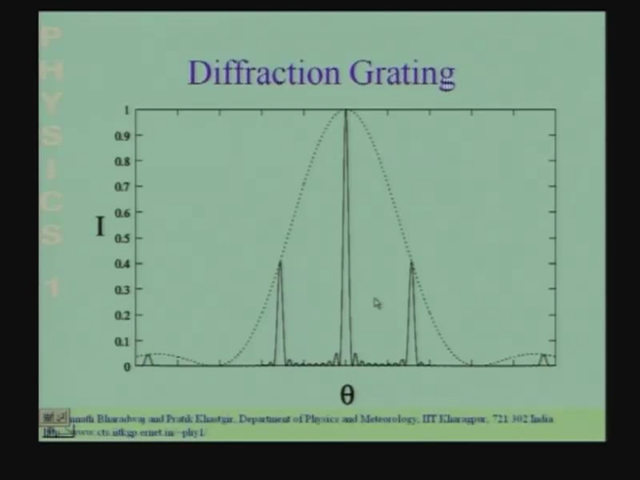 PHYSICS 1
Diffraction Grating
1
0.9
0.8
0.7
0.6
I
0.5
0.4
0.3
0.2
0.1
0
θ
Bharadwaj and Pratik Khastgir, Department of Physics and Meteorology, IIT Kharagpur, 721 302 India